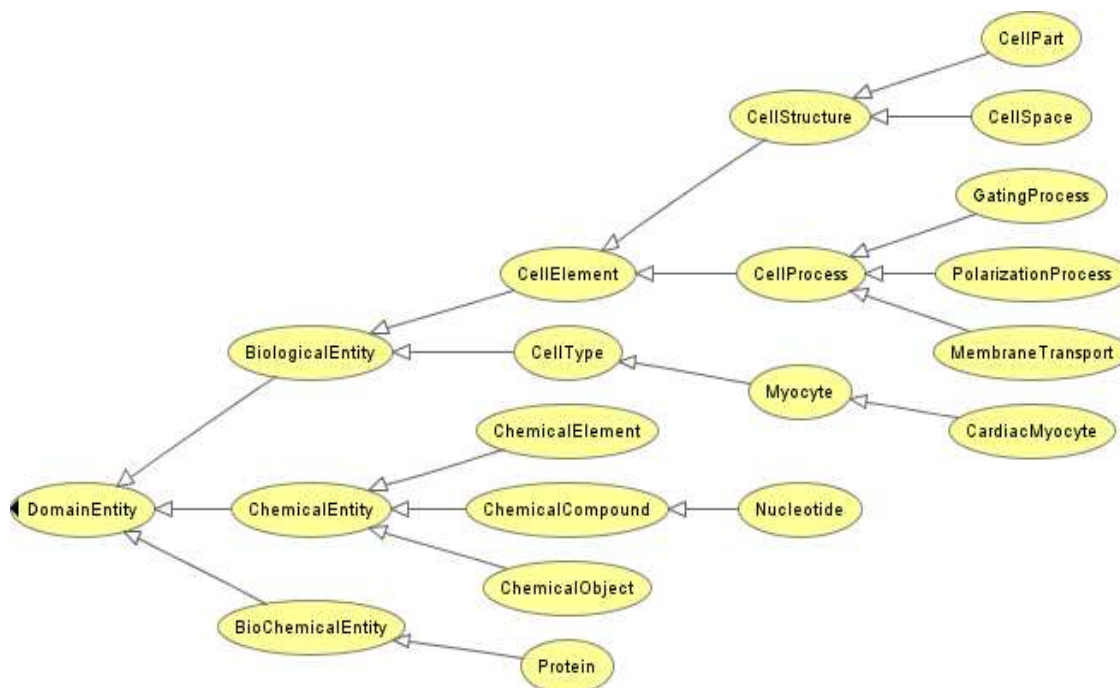 CellPart
CellStructure
CellSpace
GatingProcess
CellElement
CellProcess
PolarizationProcess
BiologicalEntity
CellType
MembraneTransport
Myocyte
ChemicalElement
CardiacMyocyte
DomainEntity
ChemicalEntity
ChemicalCompound
Nucleotide
ChemicalObject
BioChemicalEntity
Protein